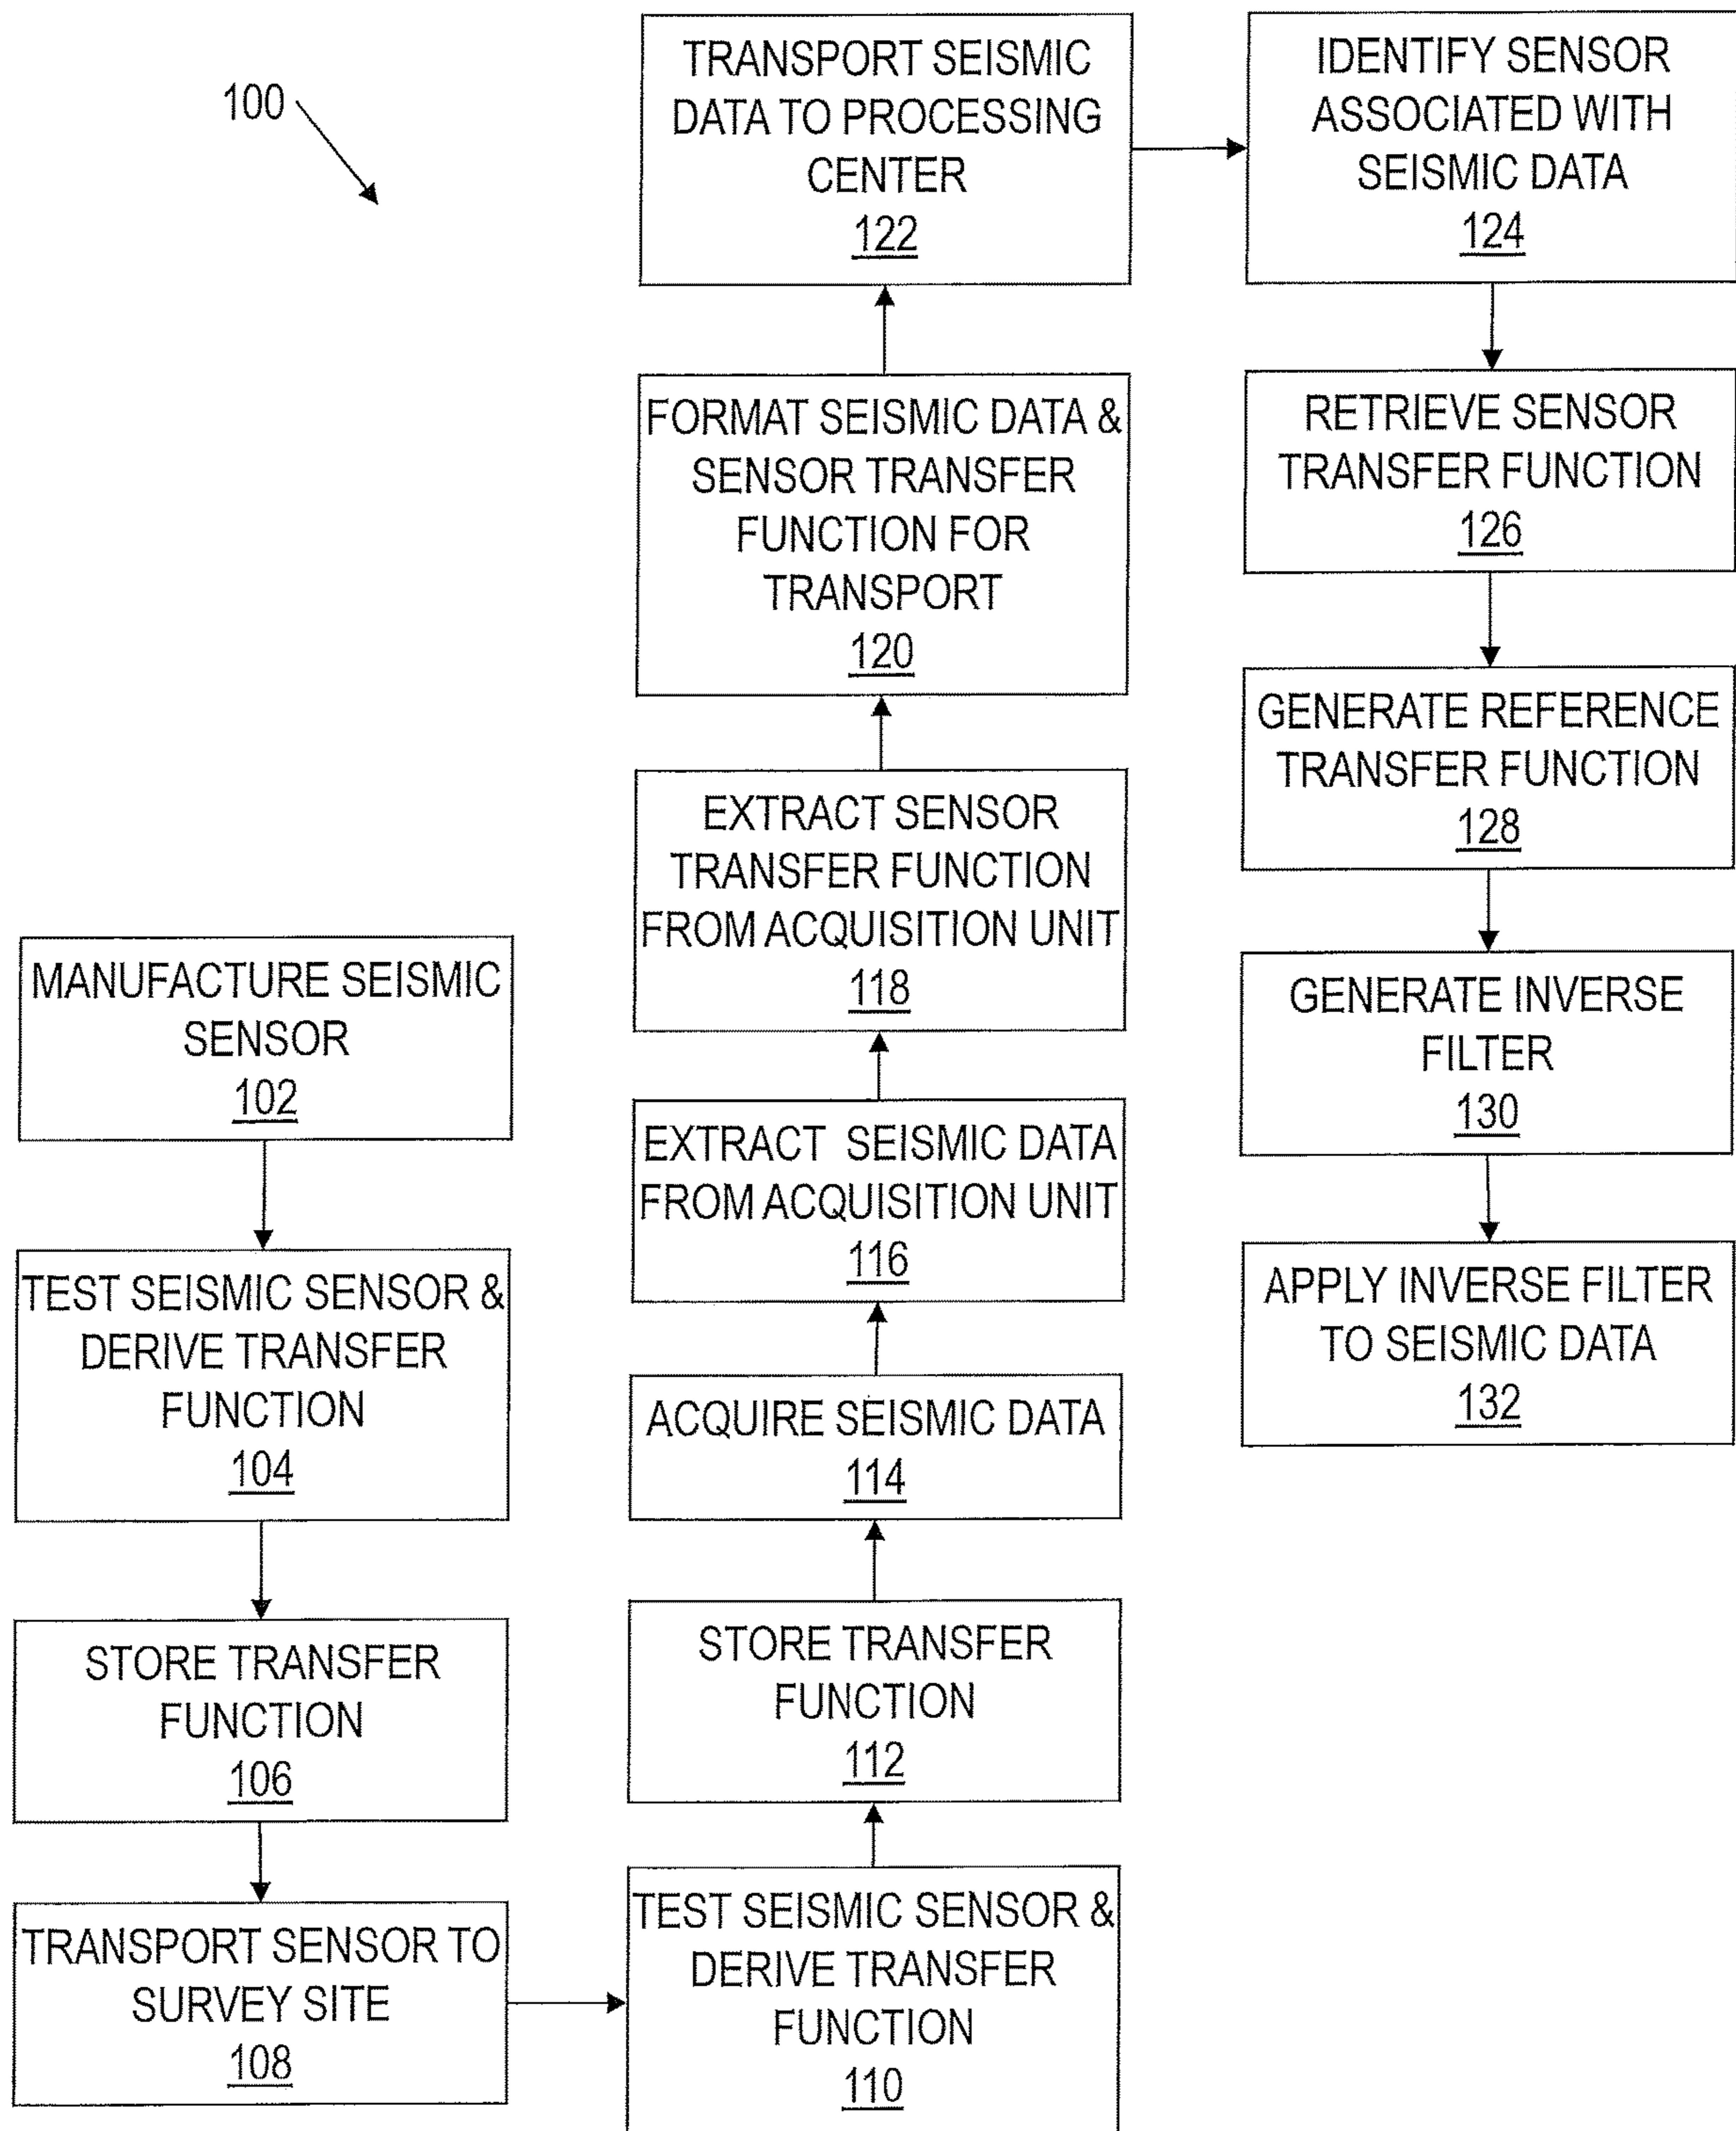 100
MANUFACTURE SEISMIC
SENSOR
102
TEST SEISMIC SENSOR &
DERIVE TRANSFER
FUNCTION
104
STORE TRANSFER
FUNCTION
106
TRANSPORT SENSOR TO
SURVEY SITE
108
TEST SEISMIC SENSOR &
DERIVE TRANSFER
FUNCTION
110
STORE TRANSFER
FUNCTION
112
ACQUIRE SEISMIC DATA
114
EXTRACT SEISMIC DATA
FROM ACQUISITION UNIT
116
EXTRACT SENSOR
TRANSFER FUNCTION
FROM ACQUISITION UNIT
118
FORMAT SEISMIC DATA &
SENSOR TRANSFER
FUNCTION FOR
TRANSPORT
120
TRANSPORT SEISMIC
DATA TO PROCESSING
CENTER
122
IDENTIFY SENSOR
ASSOCIATED WITH
SEISMIC DATA
124
RETRIEVE SENSOR
TRANSFER FUNCTION
126
GENERATE REFERENCE
TRANSFER FUNCTION
128
GENERATE INVERSE
FILTER
130
APPLY INVERSE FILTER
TO SEISMIC DATA
132